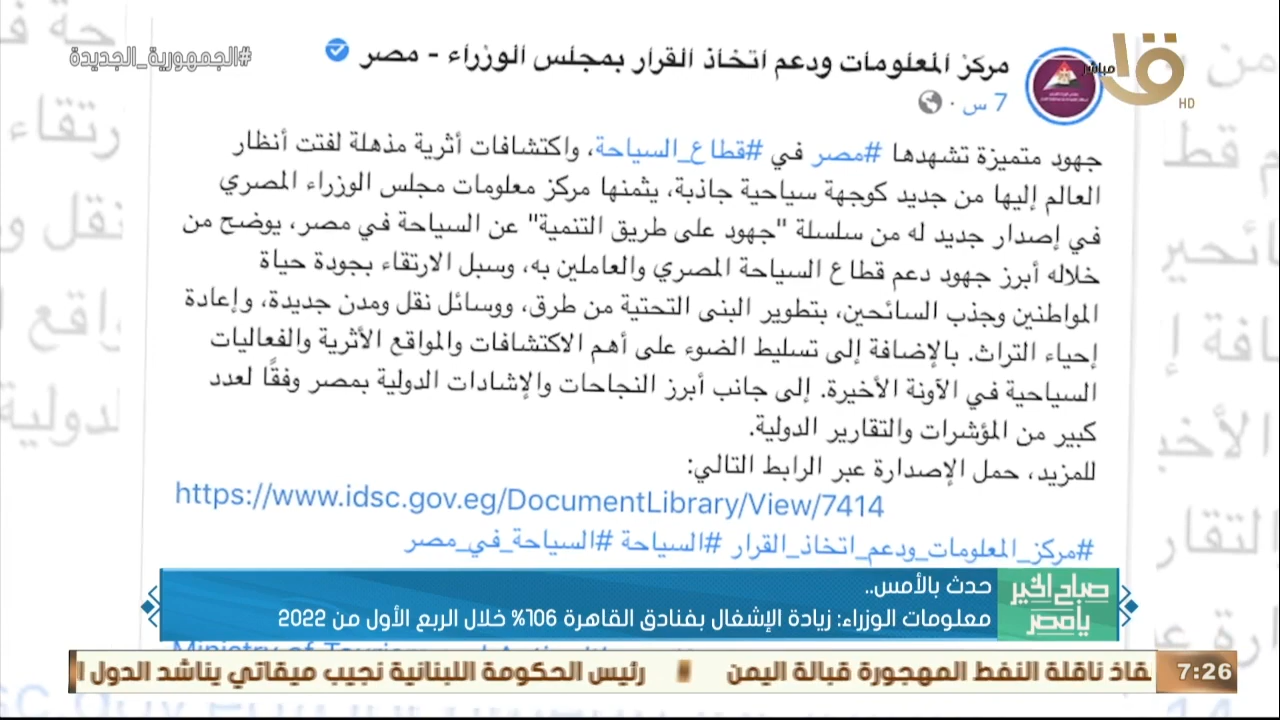 #الجمهورية_الجديدة
مباشر
HD
مركز المعلومات ودعم اتخاذ القرار بمجلس الوزراء - مصر
7 س ·
جهود متميزة تشهدها #مصر في #قطاع_السياحة، واكتشافات أثرية مذهلة لفتت أنظار
العالم إليها من جديد كوجهة سياحية جاذبة، يثمنها مركز معلومات مجلس الوزراء المصري
في إصدار جديد له من سلسلة "جهود على طريق التنمية" عن السياحة في مصر، يوضح من
خلاله أبرز جهود دعم قطاع السياحة المصري والعاملين به، وسبل الارتقاء بجودة حياة
المواطنين وجذب السائحين، بتطوير البنى التحتية من طرق، ووسائل نقل ومدن جديدة، وإعادة
إحياء التراث. بالإضافة إلى تسليط الضوء على أهم الاكتشافات والمواقع الأثرية والفعاليات
السياحية في الآونة الأخيرة. إلى جانب أبرز النجاحات والإشادات الدولية بمصر وفقًا لعدد
كبير من المؤشرات والتقارير الدولية.
للمزيد، حمل الإصدارة عبر الرابط التالي:
https://www.idsc.gov.eg/DocumentLibrary/View/7414
#مركز_المعلومات_ودعم_اتخاذ_القرار #السياحة #السياحة_في_مصر
صباح الخير
يا مصر
حدث بالأمس..
معلومات الوزراء: زيادة الإشغال بفنادق القاهرة 106% خلال الربع الأول من 2022
7:26
قاذ ناقلة النفط المهجورة قبالة اليمن
رئيس الحكومة اللبنانية نجيب ميقاتي يناشد الدول ا